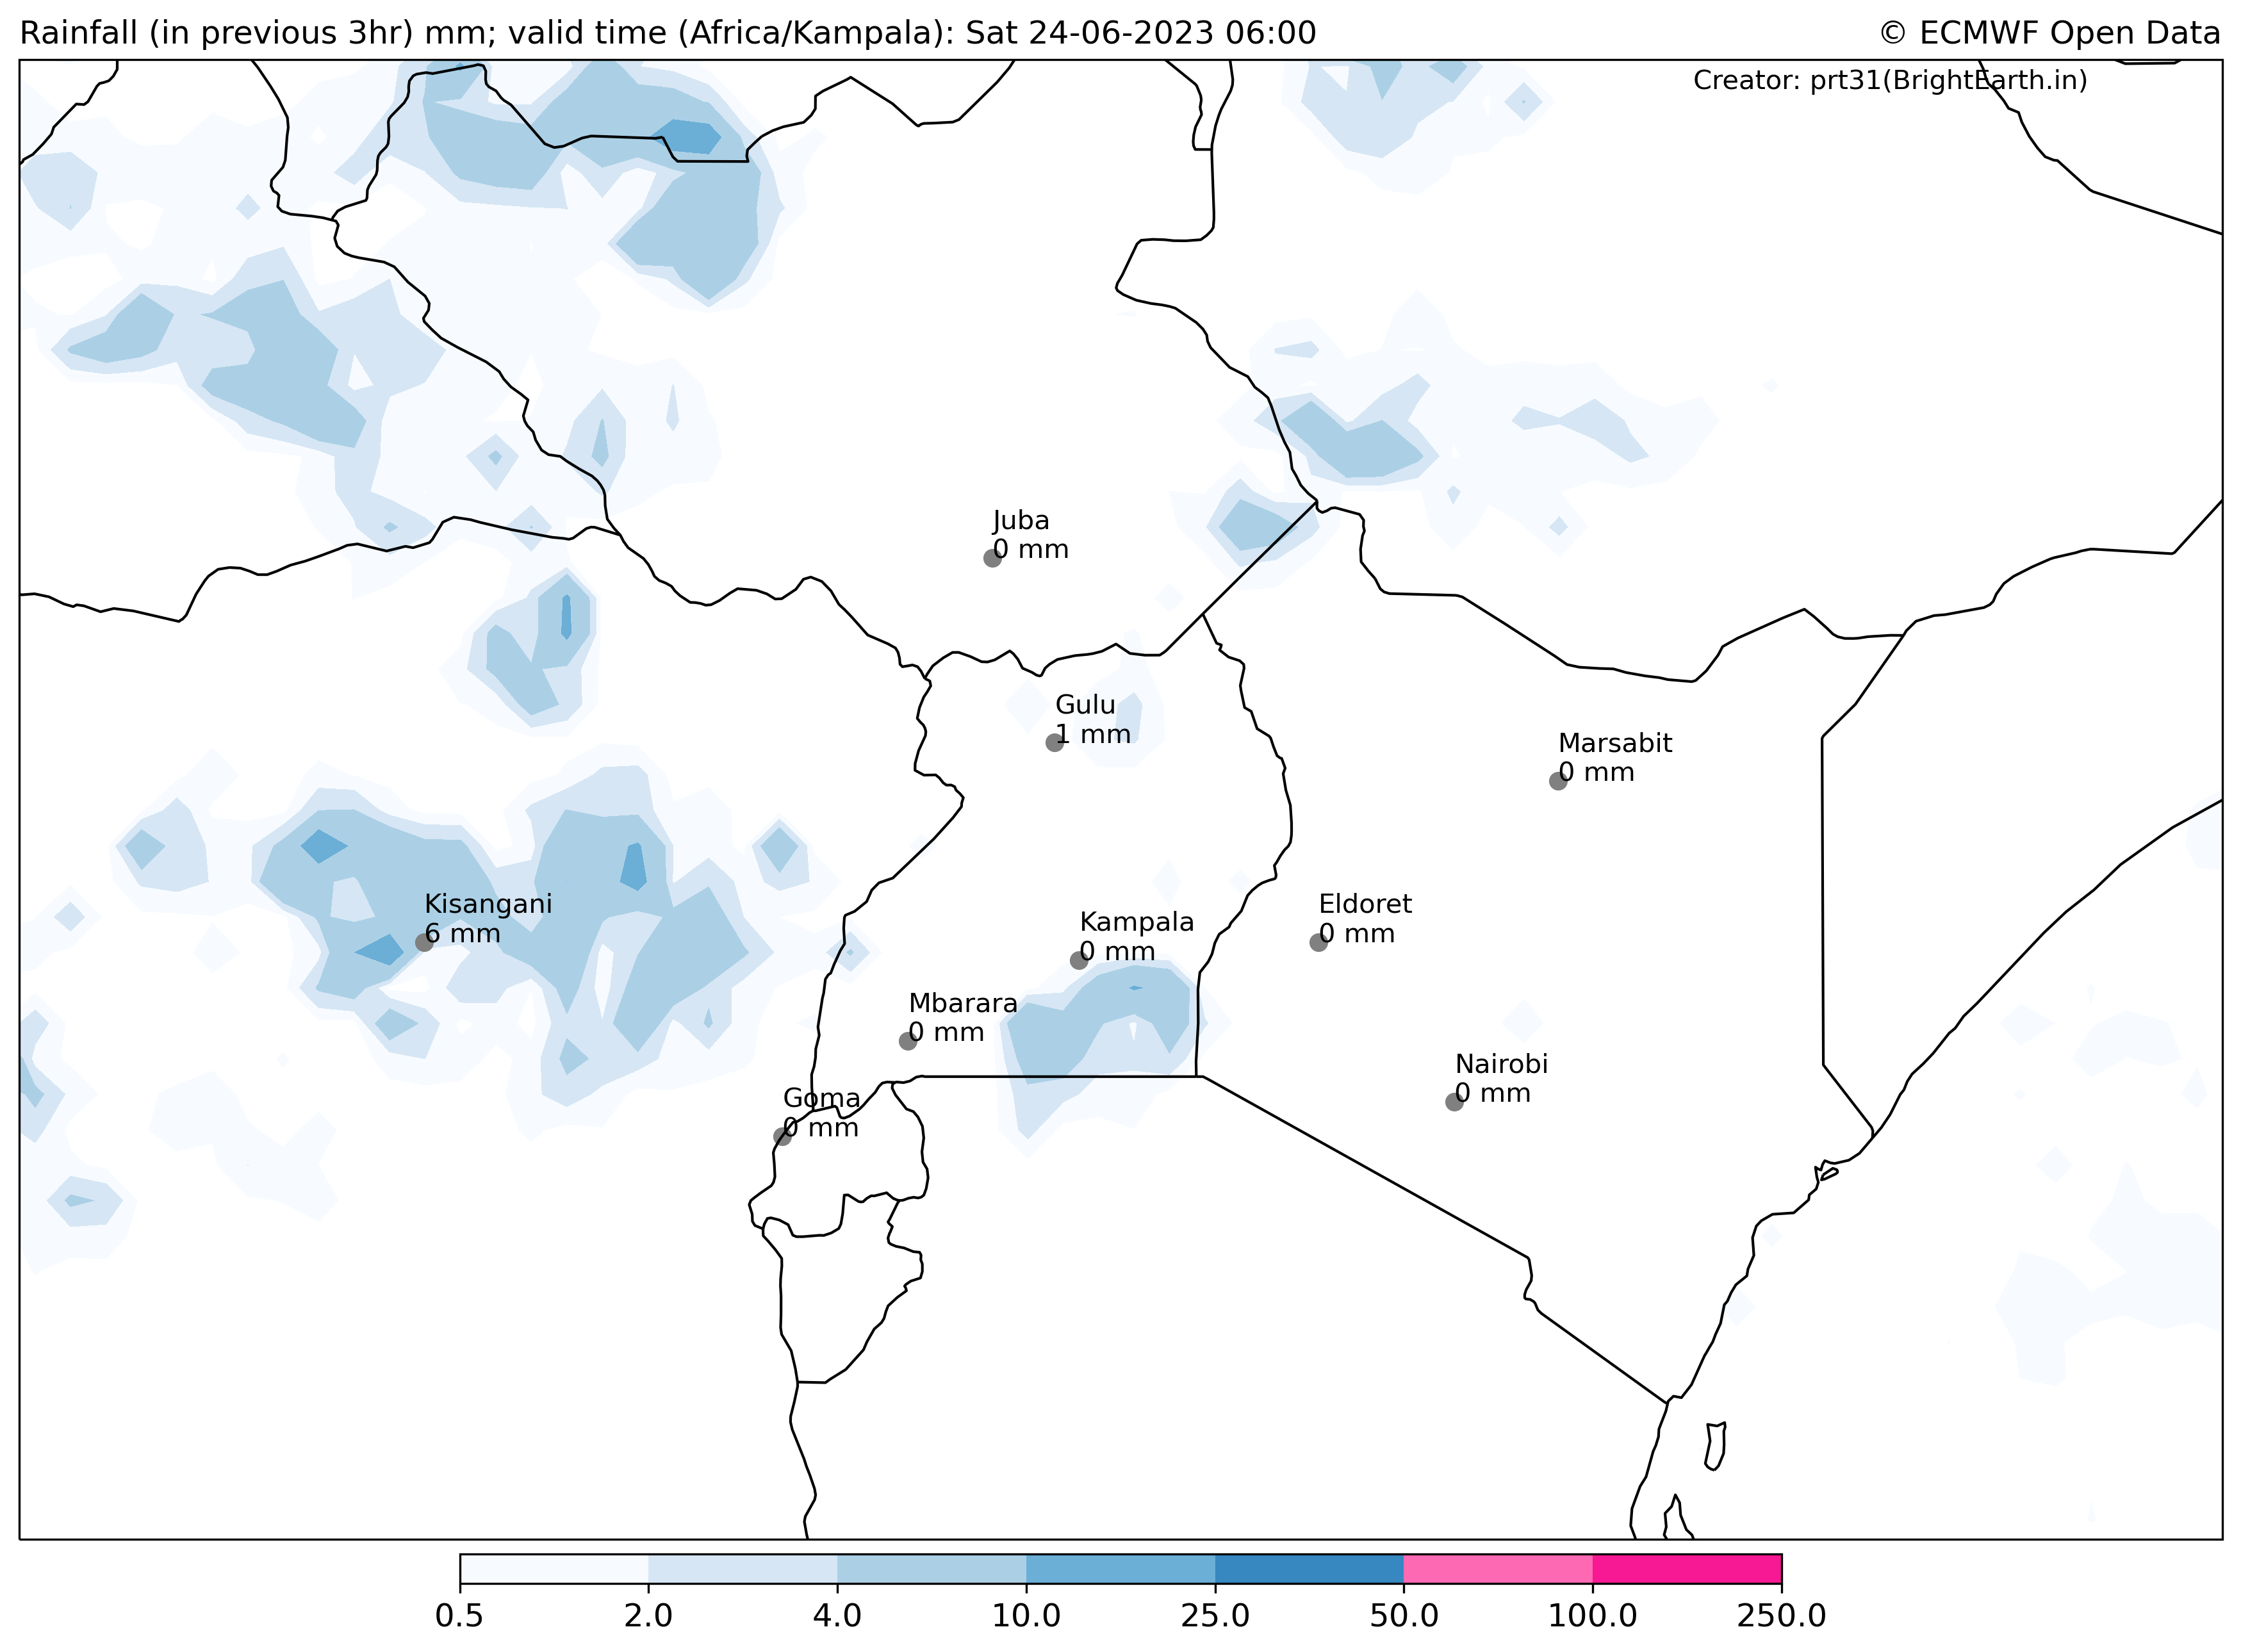 Rainfall (in previous 3hr) mm; valid time (Africa/Kampala): Sat 24-06-2023 06:00
© ECMWF Open Data
Creator: prt31(BrightEarth.in)
Juba
0 mm
Gulu
1 mm
Marsabit
0 mm
Kisangani
6 mm
Kampala
0 mm
Eldoret
0 mm
Mbarara
0 mm
Nairobi
0 mm
Goma
0 mm
0.5 2.0 4.0 10.0 25.0 50.0 100.0 250.0